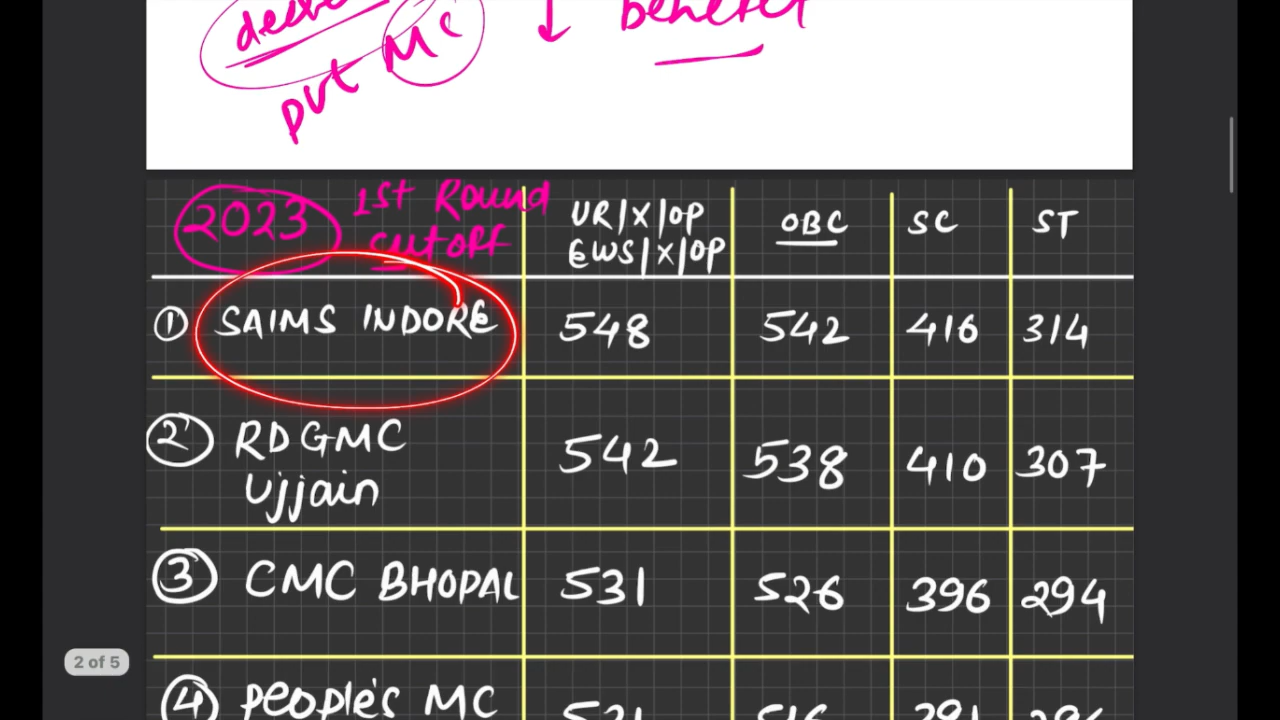 benefit
pvt MC
2023 1st Round cutoff
UR/X/OP
EWS/X/OP
OBC SC ST
① SAIMS INDORE 548 542 416 314
② RDGMC Ujjain 542 538 410 307
③ CMC BHOPAL 531 526 396 294
④ People's MC
2 of 5